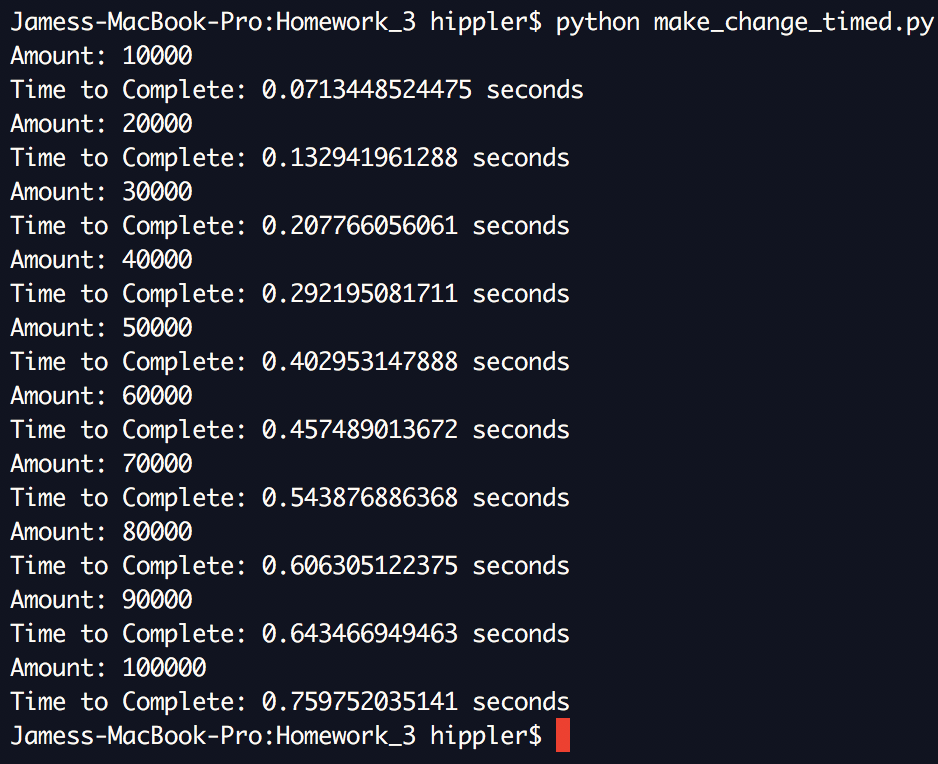 Jamess-MacBook-Pro:Homework_3 hippler$ python make_change_timed.py
Amount: 10000
Time to Complete: 0.0713448524475 seconds
Amount: 20000
Time to Complete: 0.132941961288 seconds
Amount: 30000
Time to Complete: 0.207766056061 seconds
Amount: 40000
Time to Complete: 0.292195081711 seconds
Amount: 50000
Time to Complete: 0.402953147888 seconds
Amount: 60000
Time to Complete: 0.457489013672 seconds
Amount: 70000
Time to Complete: 0.543876886368 seconds
Amount: 80000
Time to Complete: 0.606305122375 seconds
Amount: 90000
Time to Complete: 0.643466949463 seconds
Amount: 100000
Time to Complete: 0.759752035141 seconds
Jamess-MacBook-Pro:Homework_3 hippler$